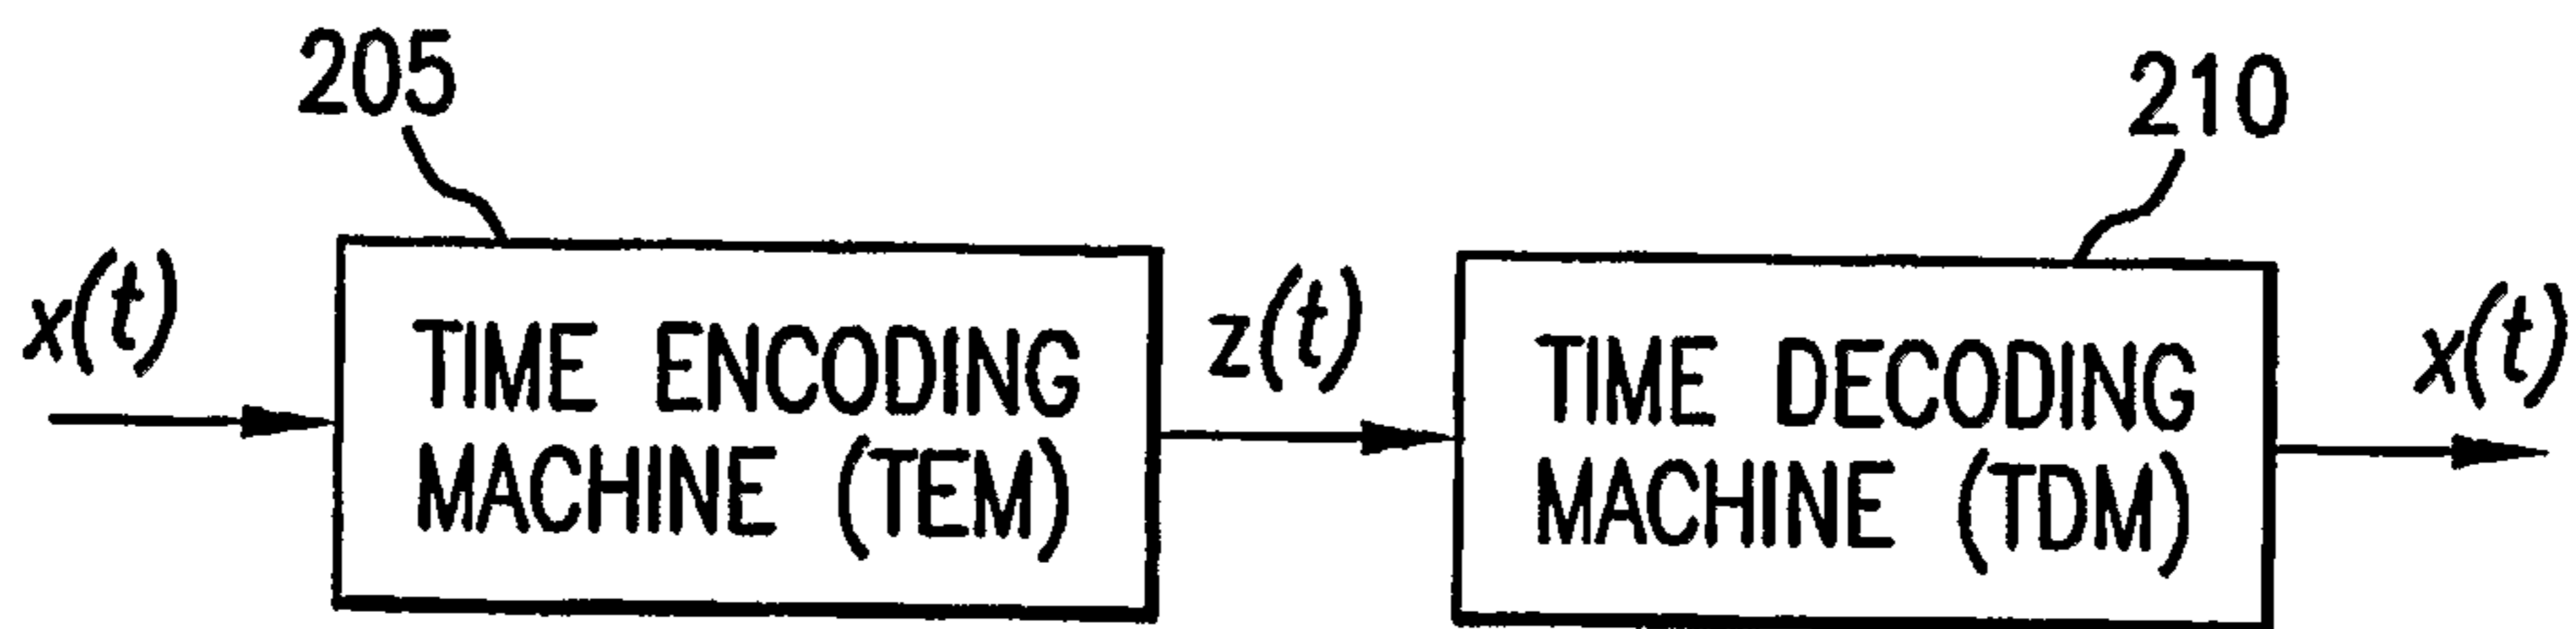 205
210
x(t)
TIME ENCODING
MACHINE (TEM)
z(t)
TIME DECODING
MACHINE (TDM)
x(t)